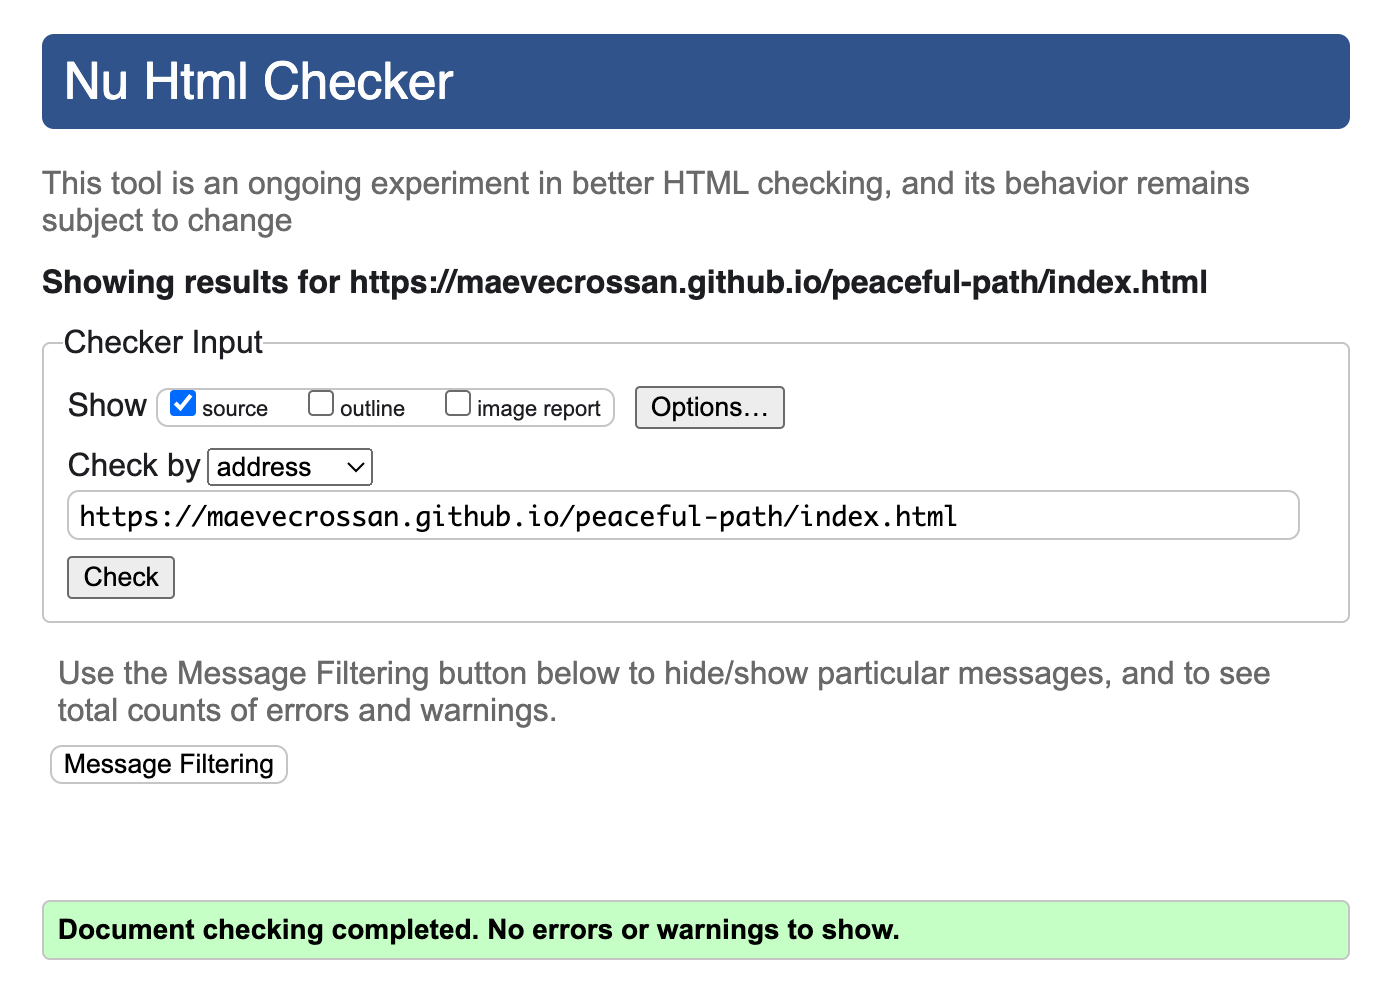 Nu Html Checker
This tool is an ongoing experiment in better HTML checking, and its behavior remains
subject to change
Showing results for https://maevecrossan.github.io/peaceful-path/index.html
Checker Input
Show source outline image report Options...
Check by address
https://maevecrossan.github.io/peaceful-path/index.html
Check
Use the Message Filtering button below to hide/show particular messages, and to see
total counts of errors and warnings.
Message Filtering
Document checking completed. No errors or warnings to show.